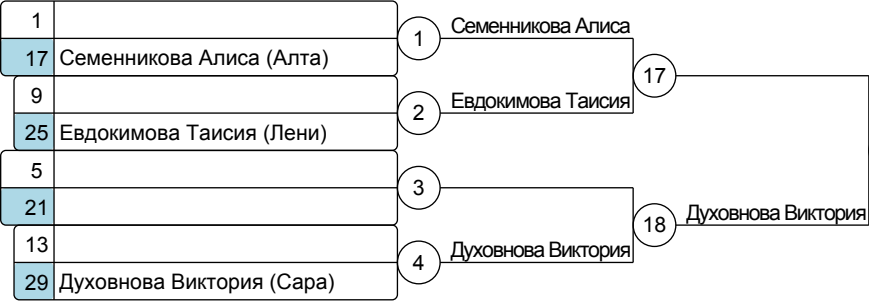 1
17 Семенникова Алиса (Алта)
9
25 Евдокимова Таисия (Лени)
5
21
13
29 Духовнова Виктория (Сара)
1
2
3
4
Семенникова Алиса
Евдокимова Таисия
Духовнова Виктория
17
18
Духовнова Виктория